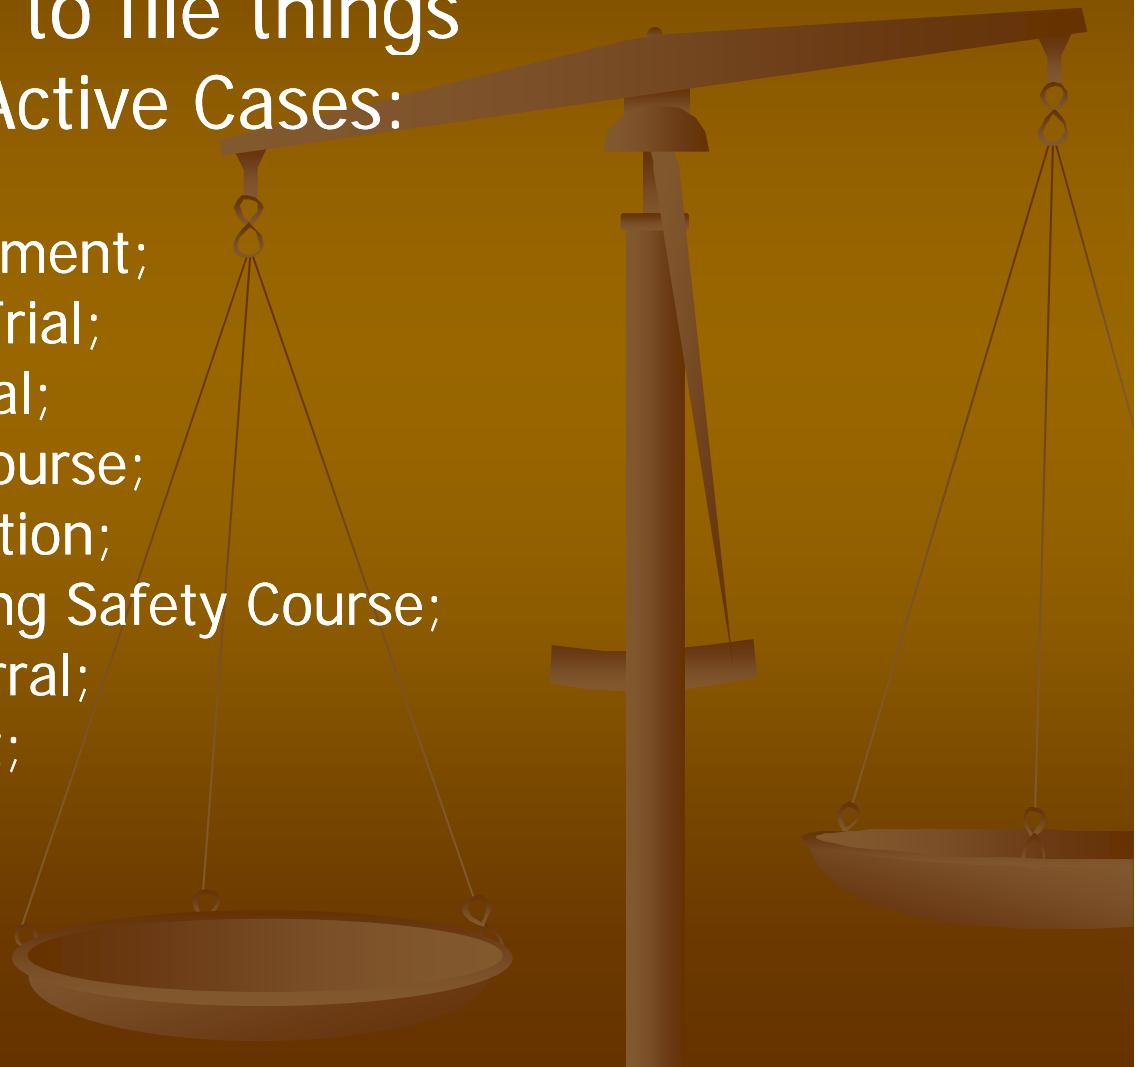 to file things
Active Cases:
ment;
Trial;
al;
ourse;
tion;
ng Safety Course;
rral;
;